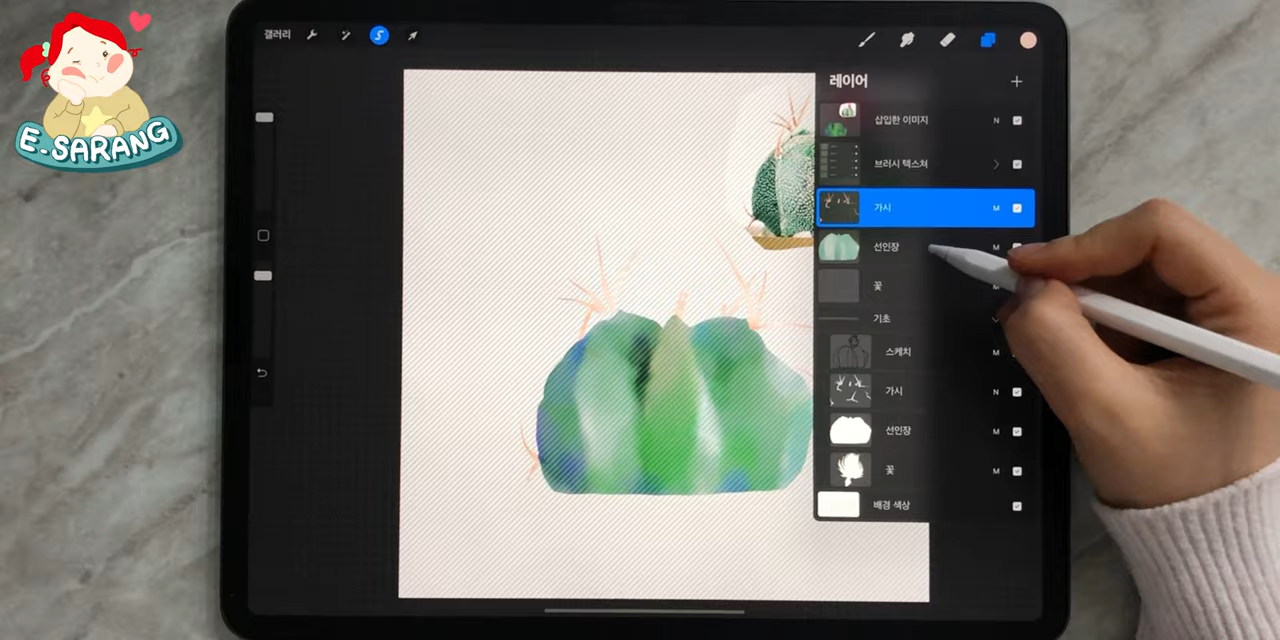 E-SARANG
갤러리
레이어
삽입한 이미지
N
브러시 텍스쳐
가시
M
선인장
M
꽃
M
기초
스케치
M
가시
N
선인장
M
꽃
M
배경 색상